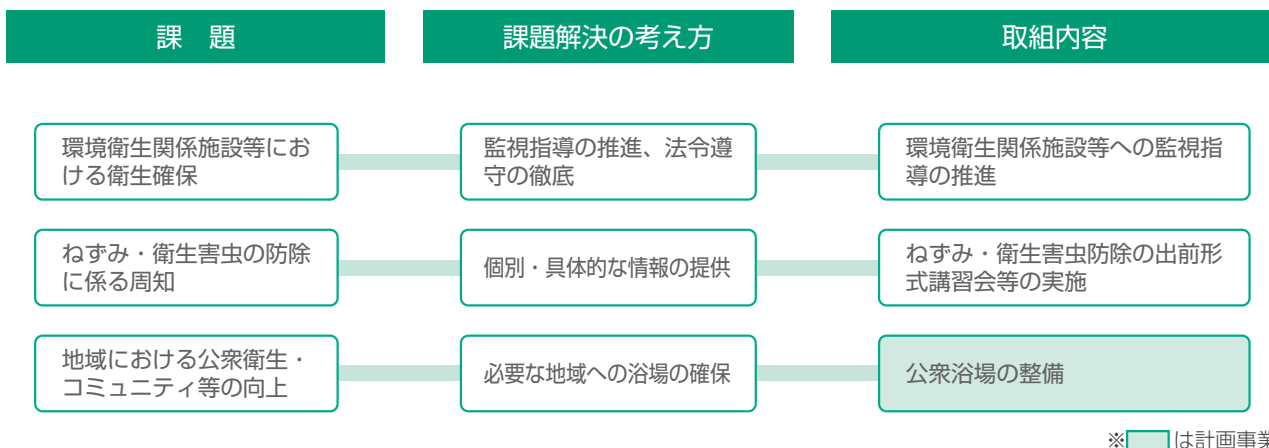 課　題
課題解決の考え方
取組内容
環境衛生関係施設等にお
ける衛生確保
監視指導の推進、法令遵
守の徹底
環境衛生関係施設等への監視指
導の推進
ねずみ・衛生害虫の防除
に係る周知
個別・具体的な情報の提供
ねずみ・衛生害虫防除の出前形
式講習会等の実施
地域における公衆衛生・
コミュニティ等の向上
必要な地域への浴場の確保
公衆浴場の整備
※は計画事業